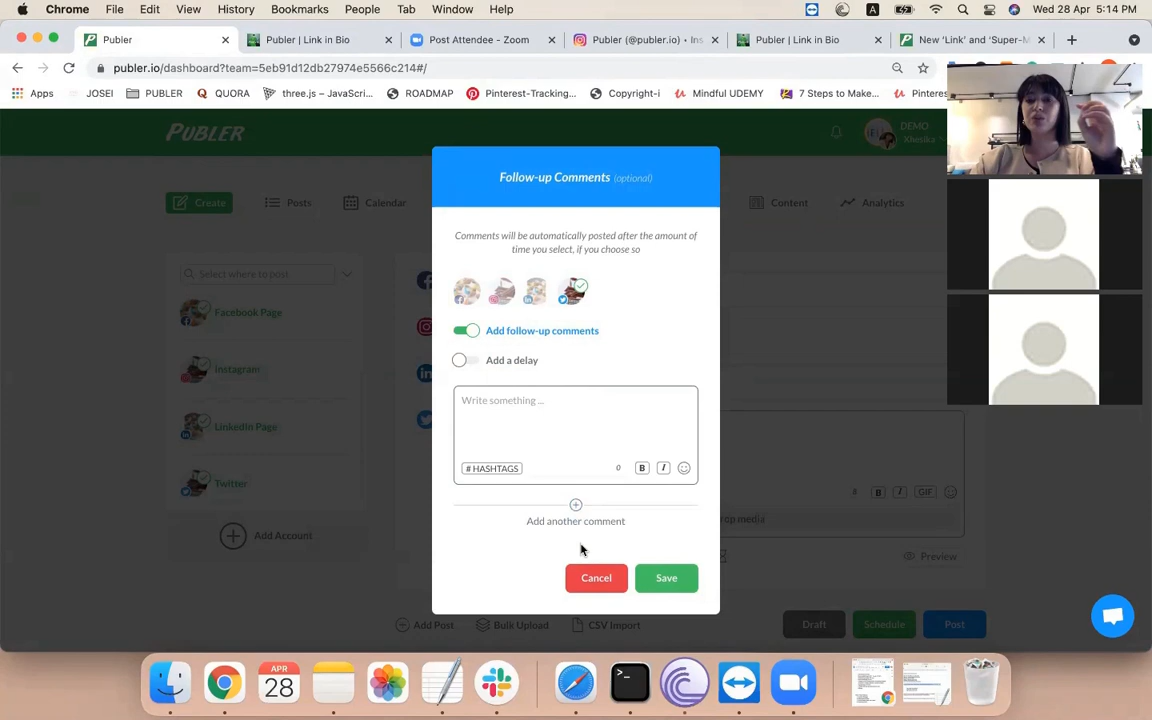 Chrome File Edit View History Bookmarks People Tab Window Help
A
Wed 28 Apr 5:14 PM
Publer
Publer | Link in Bio
Post Attendee - Zoom
Publer (@publer.io) • Ins
Publer | Link in Bio
New 'Link' and 'Super-M
publer.io/dashboard?team=5eb91d12db27974e5566c214#/
Apps
JOSEI
PUBLER
QUORA
three.js – JavaScri...
ROADMAP
Pinterest-Tracking...
Copyright-i
Mindful UDEMY
7 Steps to Make...
Pinteres
PUBLER
DEMO
Xhesika
Create
Posts
Calendar
Content
Analytics
Select where to post
Facebook Page
Instagram
LinkedIn Page
Twitter
Add Account
Follow-up Comments (optional)
Comments will be automatically posted after the amount of
time you select, if you choose so
Add follow-up comments
Add a delay
Write something ...
# HASHTAGS
0
B
I
Add another comment
Cancel
Save
B
I
GIF
op media
Preview
Add Post
Bulk Upload
CSV Import
Draft
Schedule
Post
APR
28